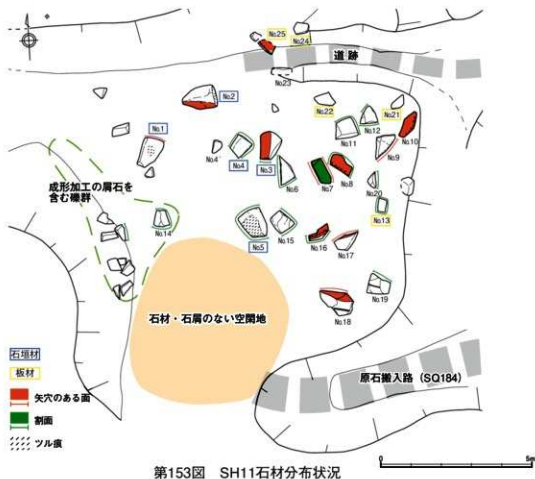 No.25
No.24
道跡
No.23
No.2
No.22
No.21
No.1
No.12
No.11
No.10
No.4'
No.4
No.3
No.9
No.6
No.7
No.8
No.20
成形加工の屑石を
含む礫群
No.13
No.14
No.5
No.15
No.16
No.17
No.19
No.18
石材・石屑のない空閑地
原石搬入路（SQ184）
石垣材
板材
矢穴のある面
割面
ツル痕
0
5m
第153図 SH11石材分布状況